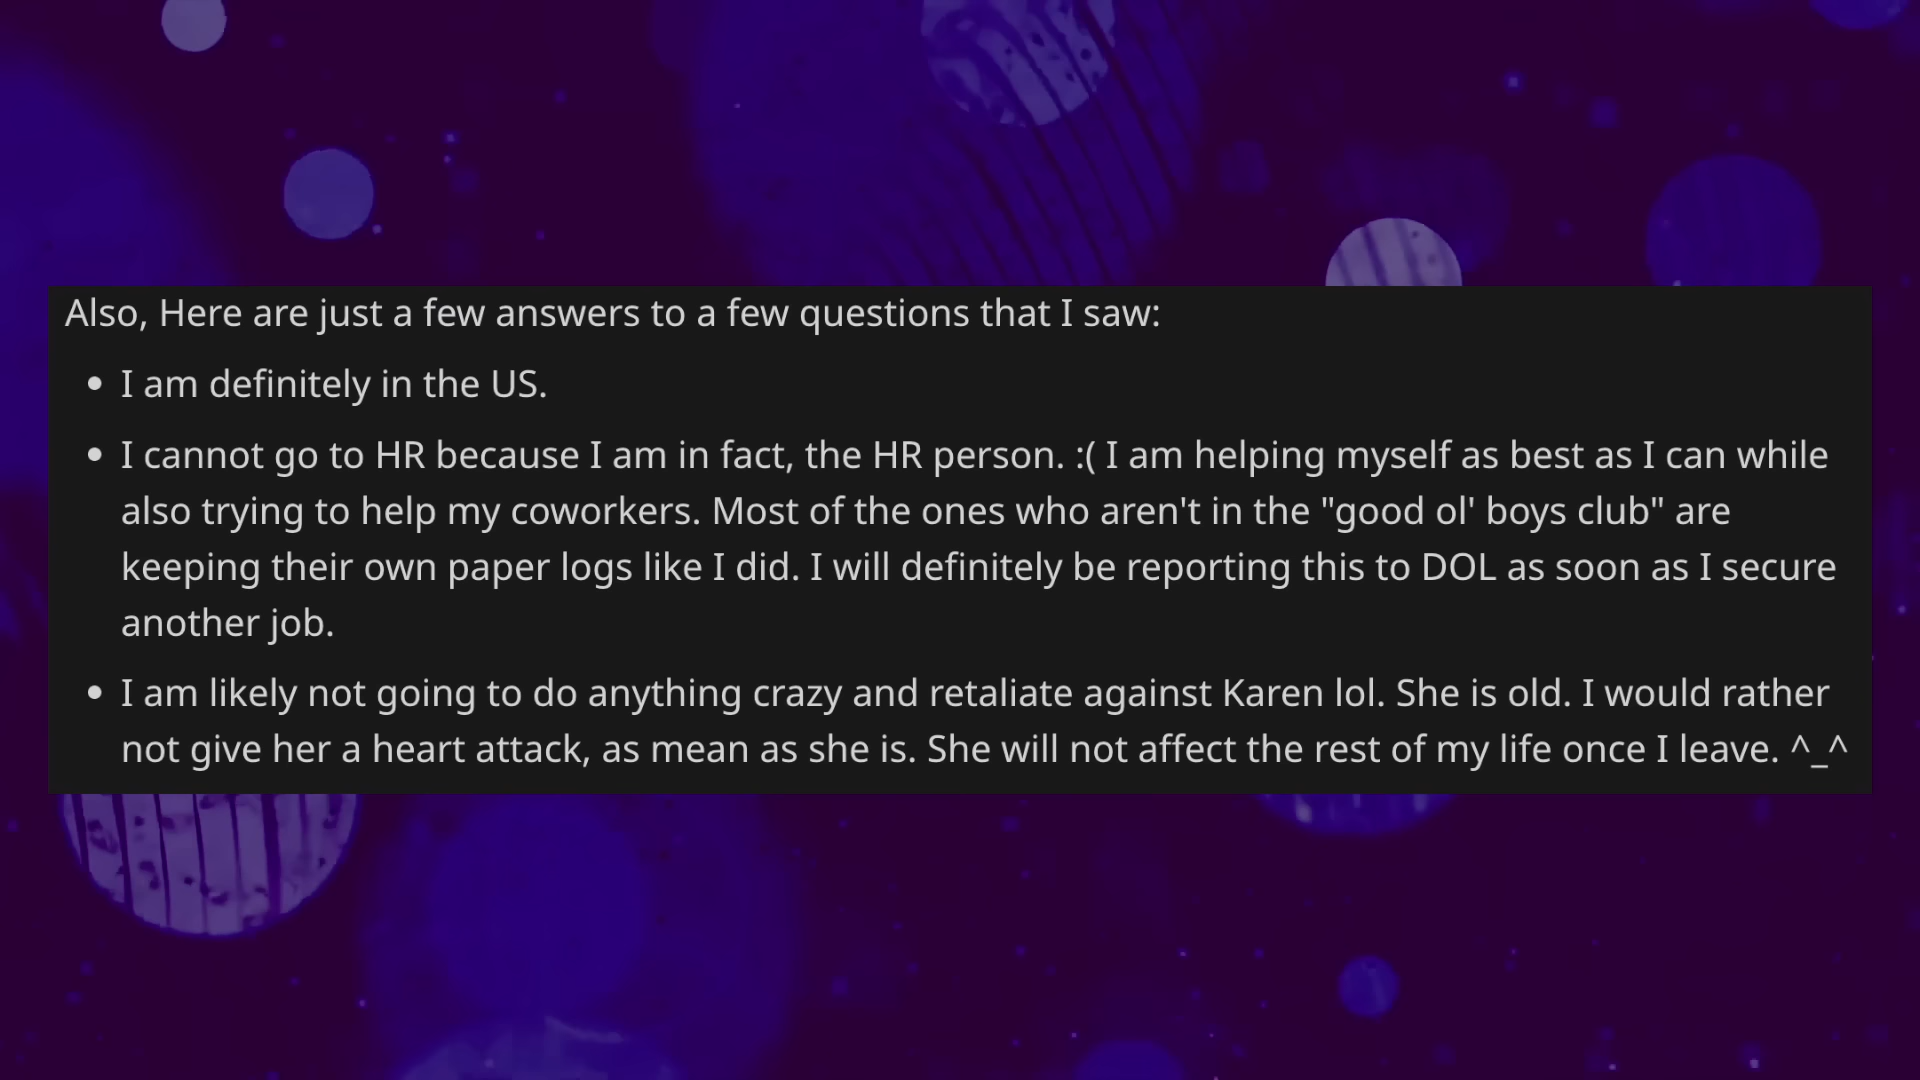 Also, Here are just a few answers to a few questions that I saw:
• I am definitely in the US.
• I cannot go to HR because I am in fact, the HR person. :( I am helping myself as best as I can while
also trying to help my coworkers. Most of the ones who aren't in the "good ol' boys club" are
keeping their own paper logs like I did. I will definitely be reporting this to DOL as soon as I secure
another job.
• I am likely not going to do anything crazy and retaliate against Karen lol. She is old. I would rather
not give her a heart attack, as mean as she is. She will not affect the rest of my life once I leave. ^_^